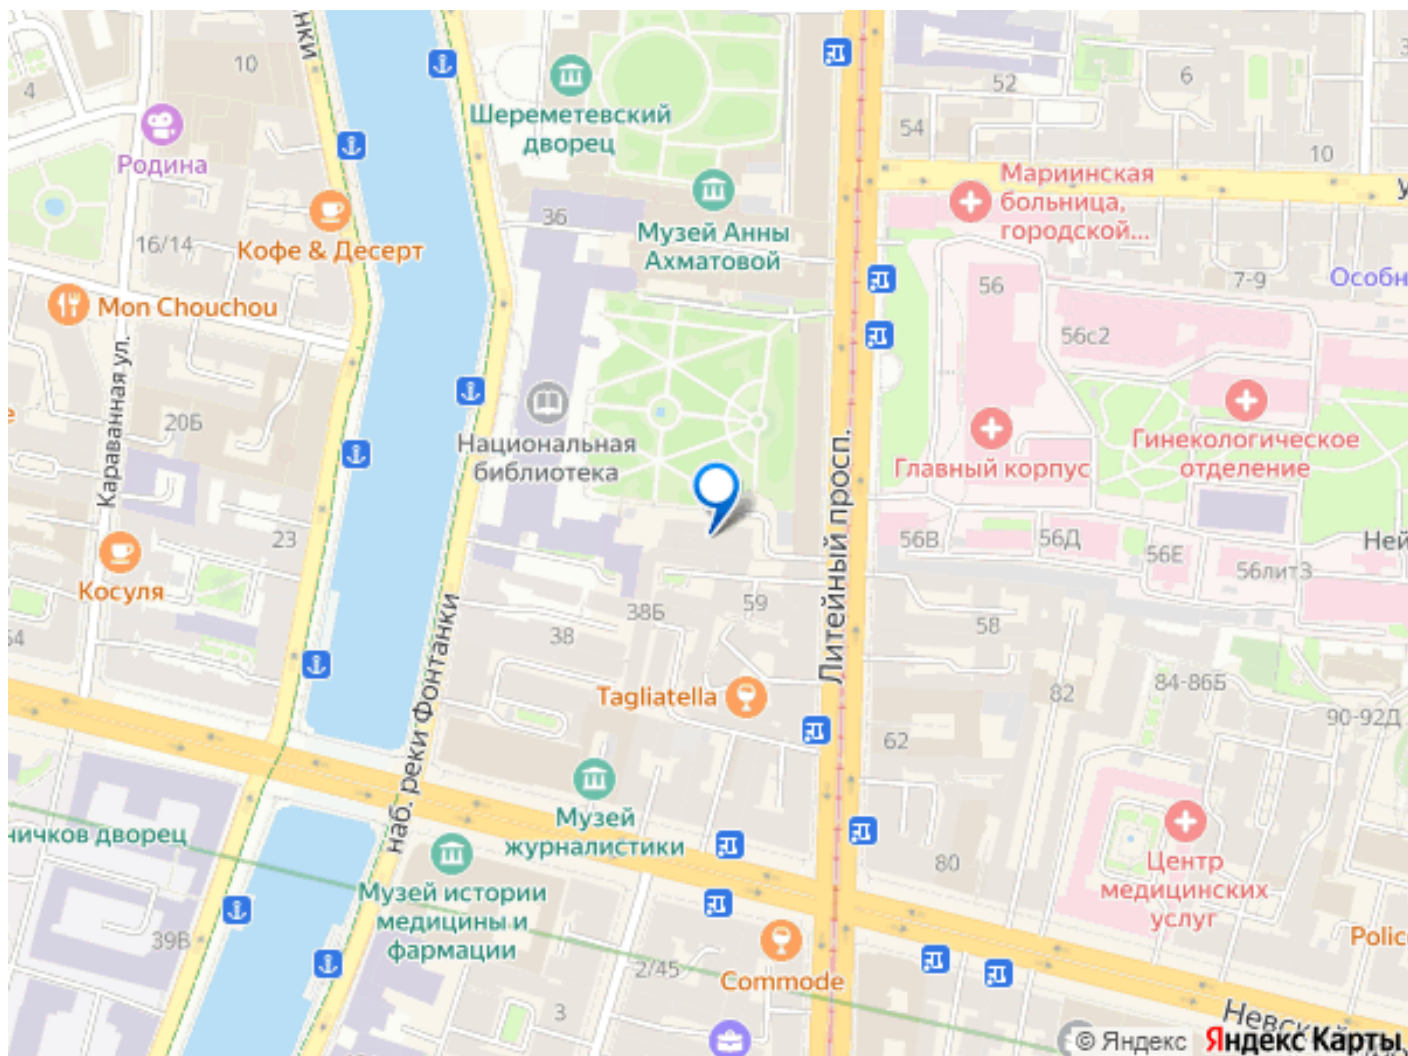 нки
10
4
Родина
Шереметевский
дворец
52
6
3
54
10
Мариинская
больница,
городской...
у
36
Музей Анны
Ахматовой
16/14
Кофе & Десерт
7-9
Особн
56
Mon Chouchou
56с2
Караванная ул.
е
20Б
Национальная
библиотека
Литейный просп.
Главный корпус
Гинекологическое
отделение
23
Косуля
56В
56Д
56Е
56лит3
Ней
наб. реки Фонтанки
38Б
59
38
58
54
Tagliatella
82
84-86Б
90-92Д
62
Музей
журналистики
ничков дворец
80
Музей истории
медицины и
фармации
Центр
медицинских
услуг
39В
2/45
Commode
3
Polic
Невский
© Яндекс
Яндекс Карты